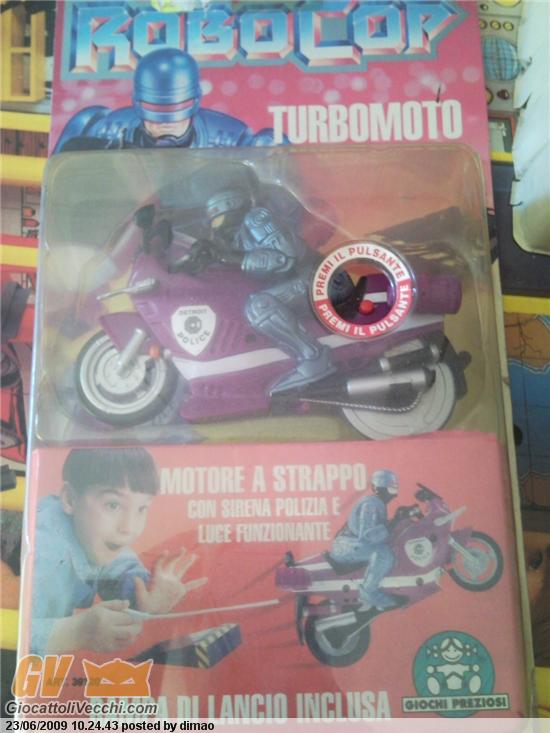 ROBOCOP
TURBOMOTO
PREMI IL PULSANTE
PREMI IL PULSANTE
DETROIT
POLICE
MOTORE A STRAPPO
CON SIRENA POLIZIA E
LUCE FUNZIONANTE
ART.
DI LANCIO INCLUSA
GIOCHI PREZIOSI
GV
GiocattoliVecchi.com
23/06/2009 10.24.43 posted by dimao